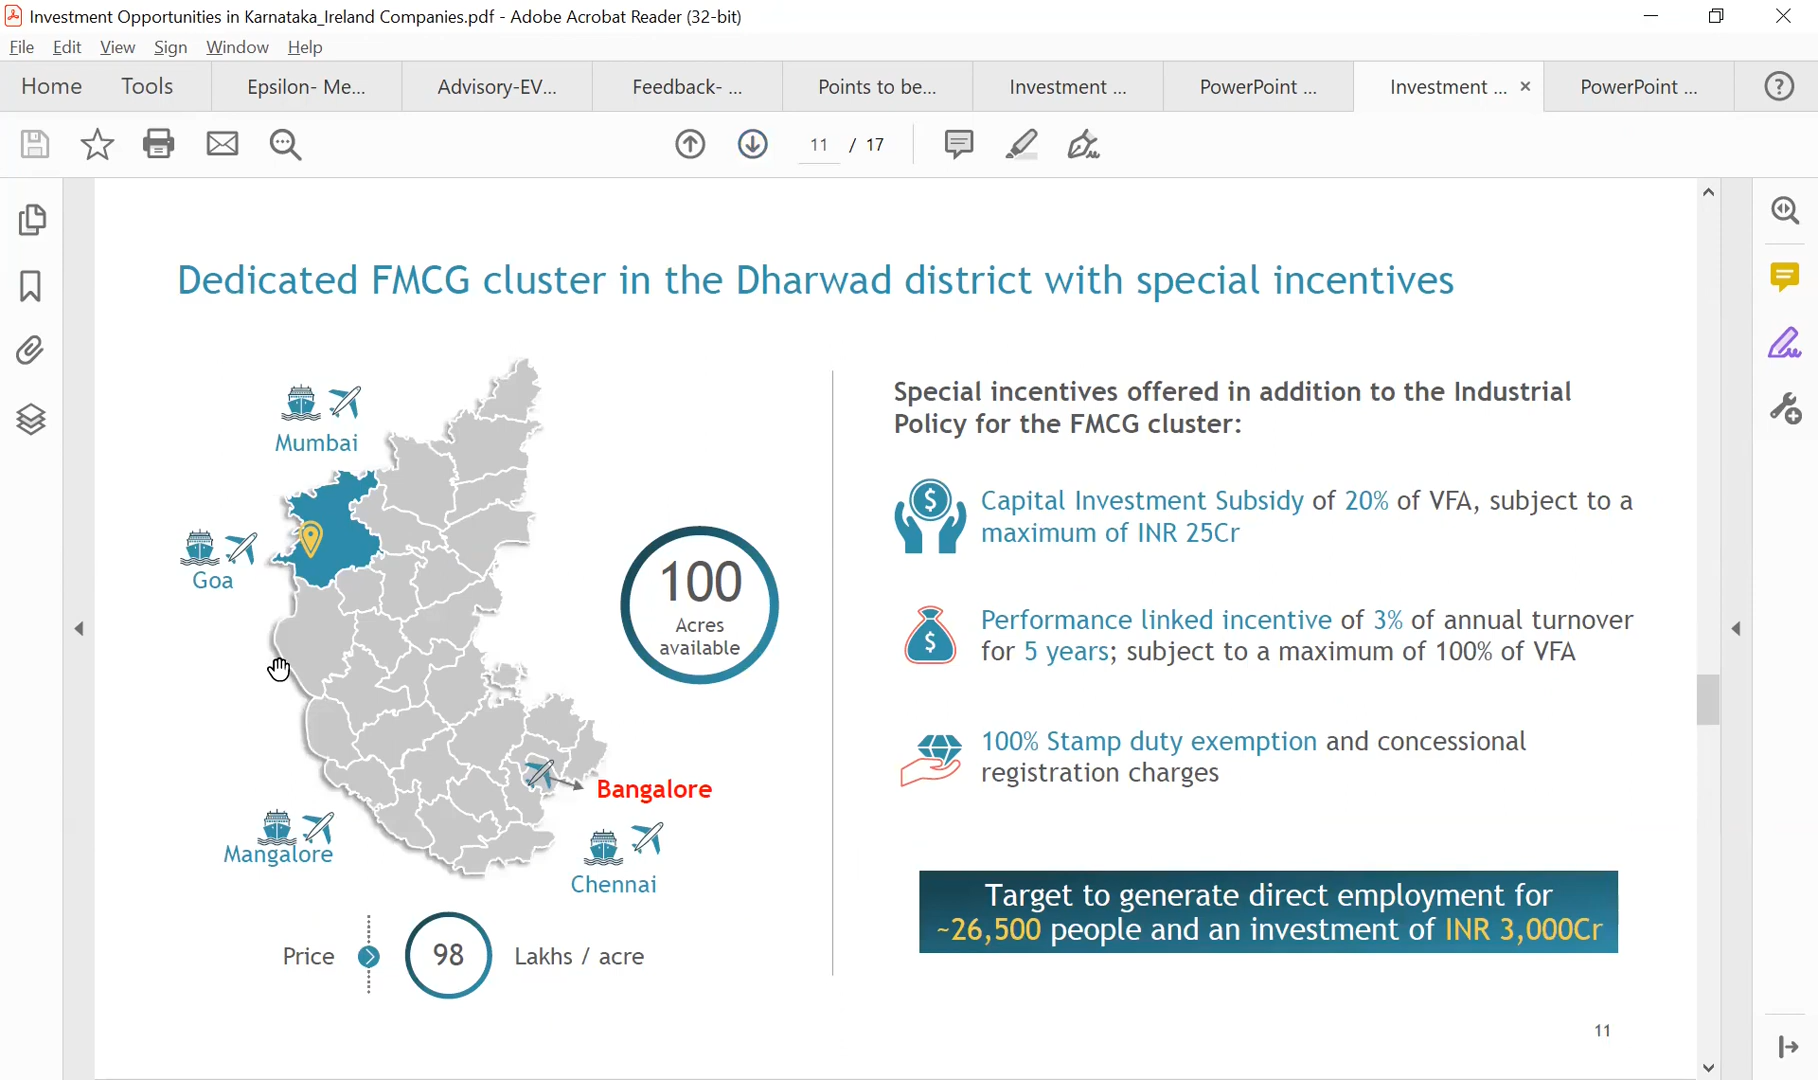 Investment Opportunities in Karnataka_Ireland Companies.pdf - Adobe Acrobat Reader (32-bit)
File Edit View Sign Window Help
Home Tools Epsilon- Me... Advisory-EV... Feedback- ... Points to be... Investment ... PowerPoint ... Investment ... × PowerPoint ... ?
11 / 17
Dedicated FMCG cluster in the Dharwad district with special incentives
Mumbai
Goa
100
Acres
available
Bangalore
Mangalore
Chennai
Price 98 Lakhs / acre
Special incentives offered in addition to the Industrial
Policy for the FMCG cluster:
$
Capital Investment Subsidy of 20% of VFA, subject to a
maximum of INR 25Cr
$
Performance linked incentive of 3% of annual turnover
for 5 years; subject to a maximum of 100% of VFA
100% Stamp duty exemption and concessional
registration charges
Target to generate direct employment for
~26,500 people and an investment of INR 3,000Cr
11